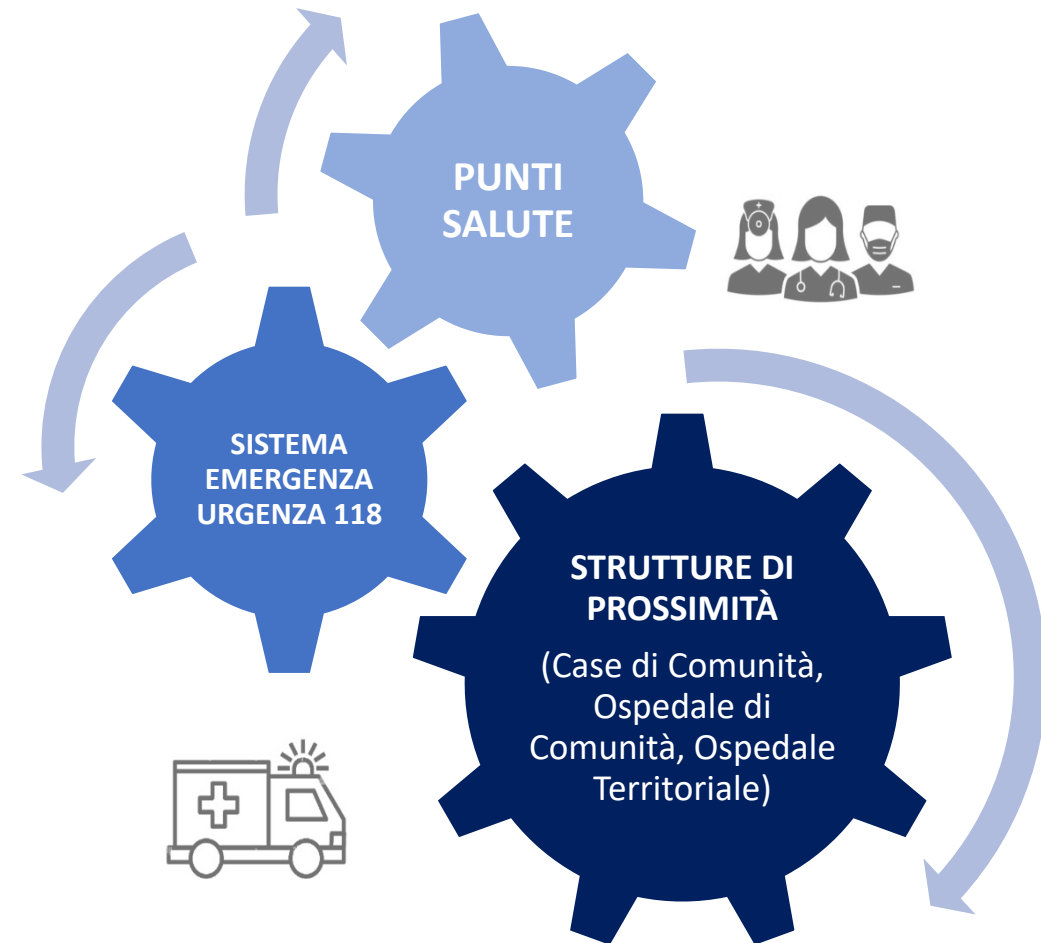 PUNTI
SALUTE
SISTEMA
EMERGENZA
URGENZA 118
STRUTTURE DI
PROSSIMITÀ
(Case di Comunità,
Ospedale di
Comunità, Ospedale
Territoriale)